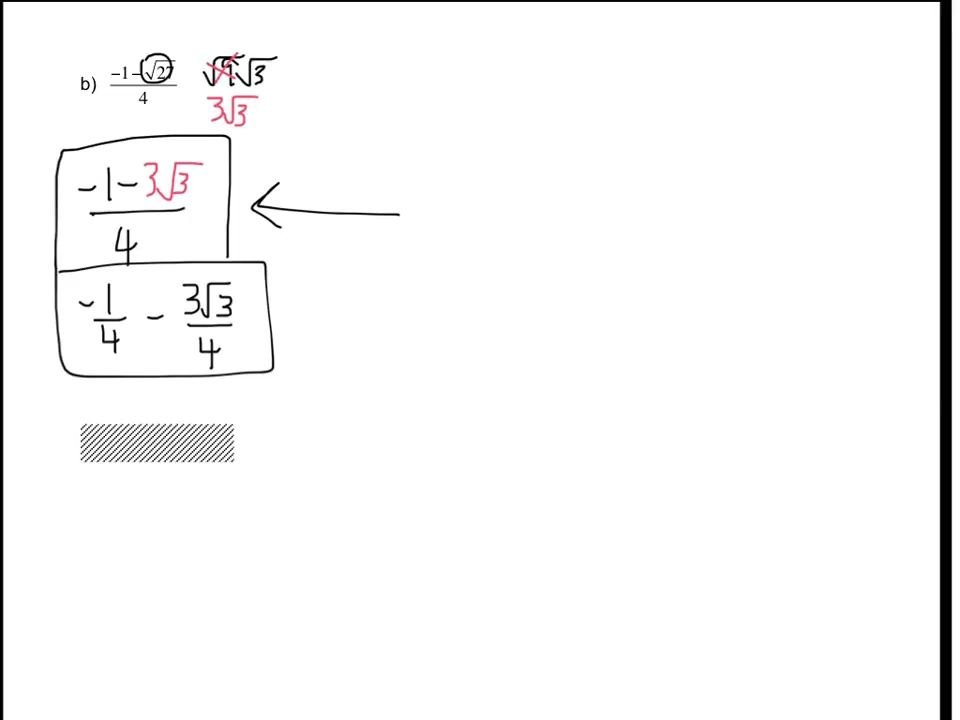 b) (−1 − √27)/4 √9 √3
3√3
(-1 - 3√3)/4
-1/4 - 3√3/4